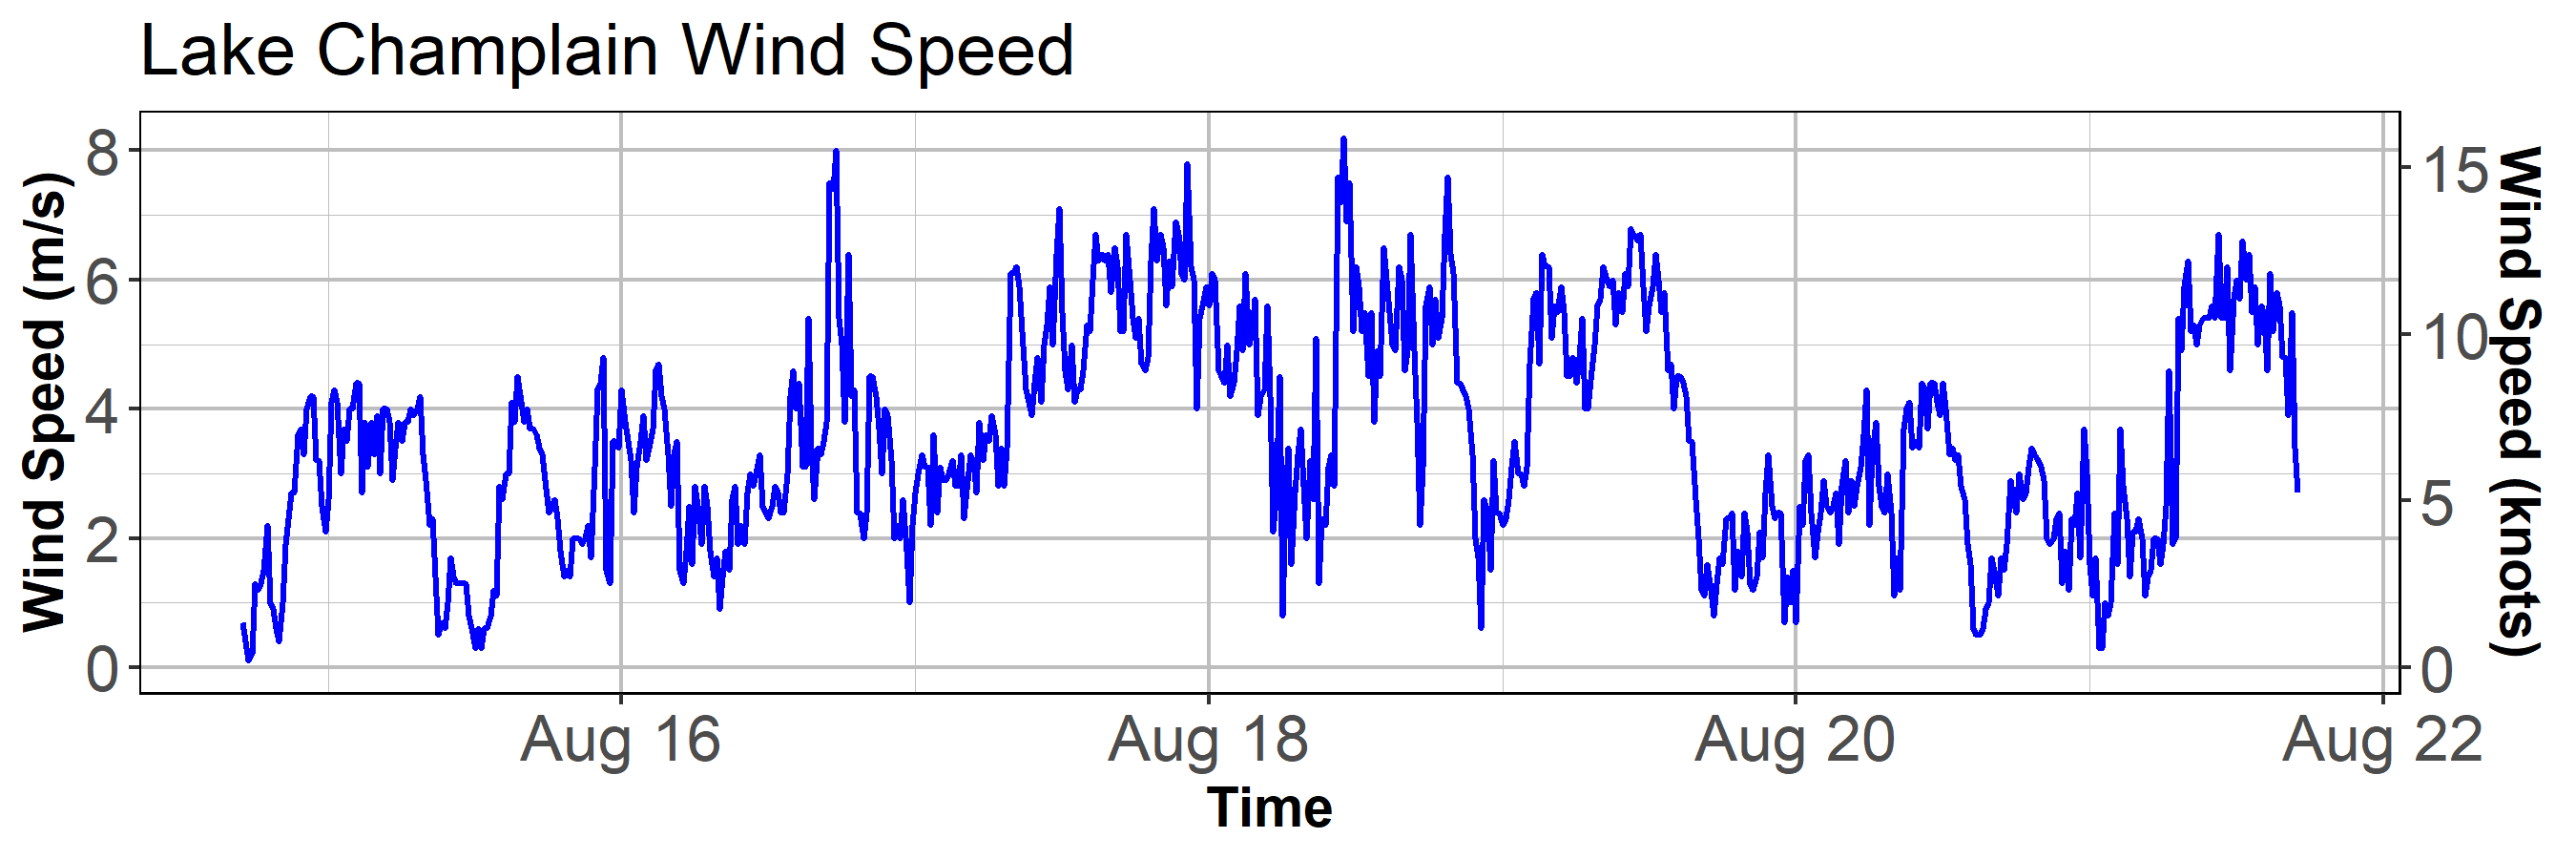 Lake Champlain Wind Speed
Wind Speed (m/s)
8
6
4
2
0
15
10
5
0
Wind Speed (knots)
Aug 16
Aug 18
Aug 20
Aug 22
Time